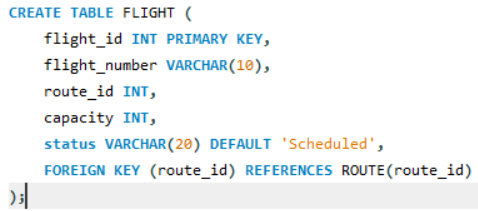 CREATE TABLE FLIGHT (
    flight_id INT PRIMARY KEY,
    flight_number VARCHAR(10),
    route_id INT,
    capacity INT,
    status VARCHAR(20) DEFAULT 'Scheduled',
    FOREIGN KEY (route_id) REFERENCES ROUTE(route_id)
);